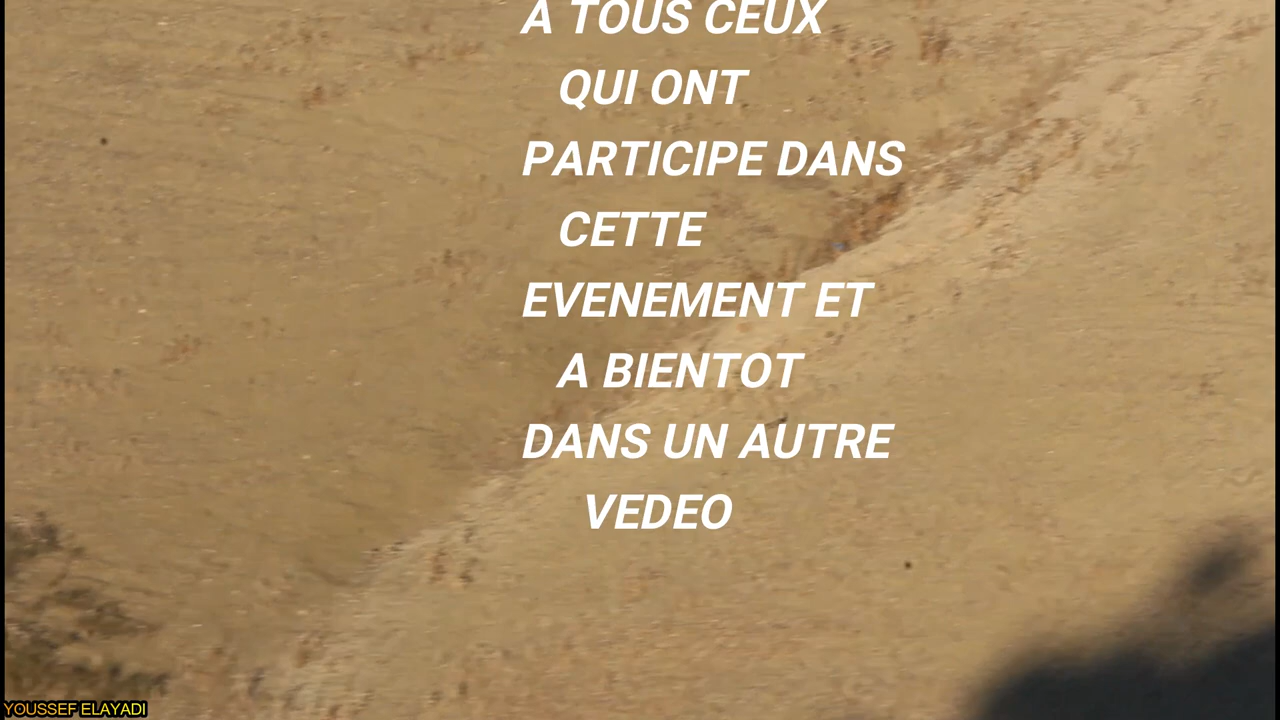 A TOUS CEUX
QUI ONT
PARTICIPE DANS
CETTE
EVENEMENT ET
A BIENTOT
DANS UN AUTRE
VEDEO
YOUSSEF ELAYADI